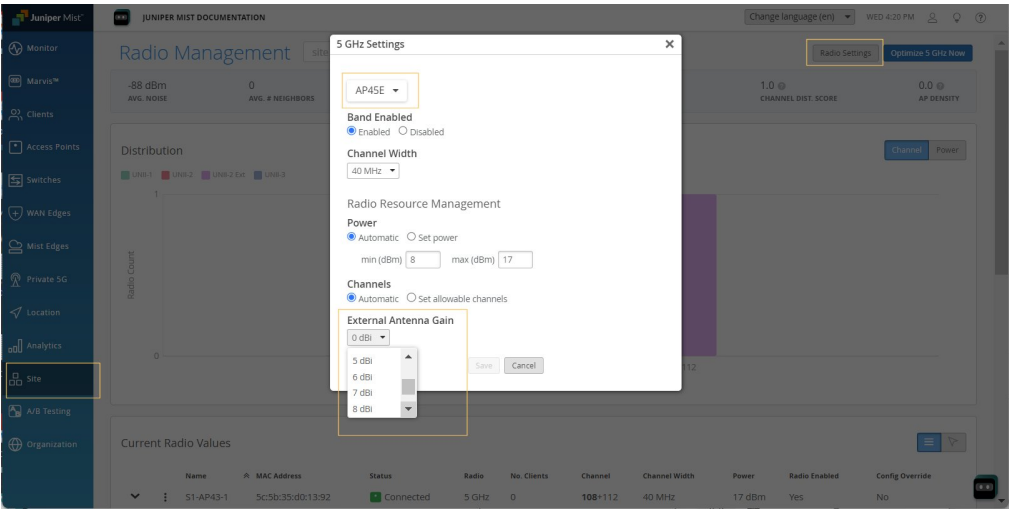 Juniper Mist™
JUNIPER MIST DOCUMENTATION
Change language (en)
WED 4:20 PM
Monitor
Marvis™
Clients
Access Points
Switches
WAN Edges
Mist Edges
Private 5G
Location
Analytics
Site
A/B Testing
Organization
Radio Management
site
Radio Settings
Optimize 5 GHz Now
-88 dBm
AVG. NOISE
0
AVG. # NEIGHBORS
1.0
CHANNEL DIST. SCORE
0.0
AP DENSITY
Distribution
Channel
Power
UNII-1
UNII-2
UNII-2 Ext
UNII-3
1
Radio Count
0
112
5 GHz Settings
AP45E
Band Enabled
Enabled
Disabled
Channel Width
40 MHz
Radio Resource Management
Power
Automatic
Set power
min (dBm) 8
max (dBm) 17
Channels
Automatic
Set allowable channels
External Antenna Gain
0 dBi
5 dBi
6 dBi
7 dBi
8 dBi
Save
Cancel
Current Radio Values
Name MAC Address Status Radio No. Clients Channel Channel Width Power Radio Enabled Config Override
S1-AP43-1 5c:5b:35:d0:13:92 Connected 5 GHz 0 108+112 40 MHz 17 dBm Yes No